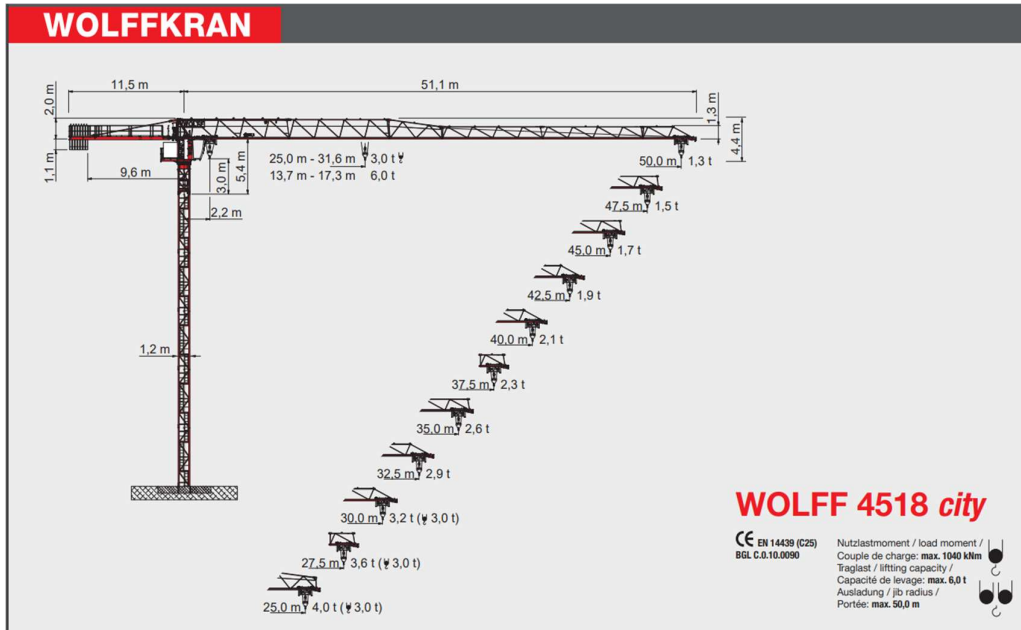 WOLFFKRAN
11,5 m
51,1 m
2,0 m
1,3 m
4,4 m
1,1 m
9,6 m
3,0 m
5,4 m
2,2 m
25,0 m - 31,6 m 3,0 t
13,7 m - 17,3 m 6,0 t
50,0 m 1,3 t
47,5 m 1,5 t
45,0 m 1,7 t
42,5 m 1,9 t
40,0 m 2,1 t
1,2 m
37,5 m 2,3 t
35,0 m 2,6 t
32,5 m 2,9 t
30,0 m 3,2 t ( 3,0 t)
27,5 m 3,6 t ( 3,0 t)
25,0 m 4,0 t ( 3,0 t)
WOLFF 4518 city
CE EN 14439 (C25)
BGL C.0.10.0090
Nutzlastmoment / load moment /
Couple de charge: max. 1040 kNm
Traglast / liftting capacity /
Capacité de levage: max. 6,0 t
Ausladung / jib radius /
Portée: max. 50,0 m